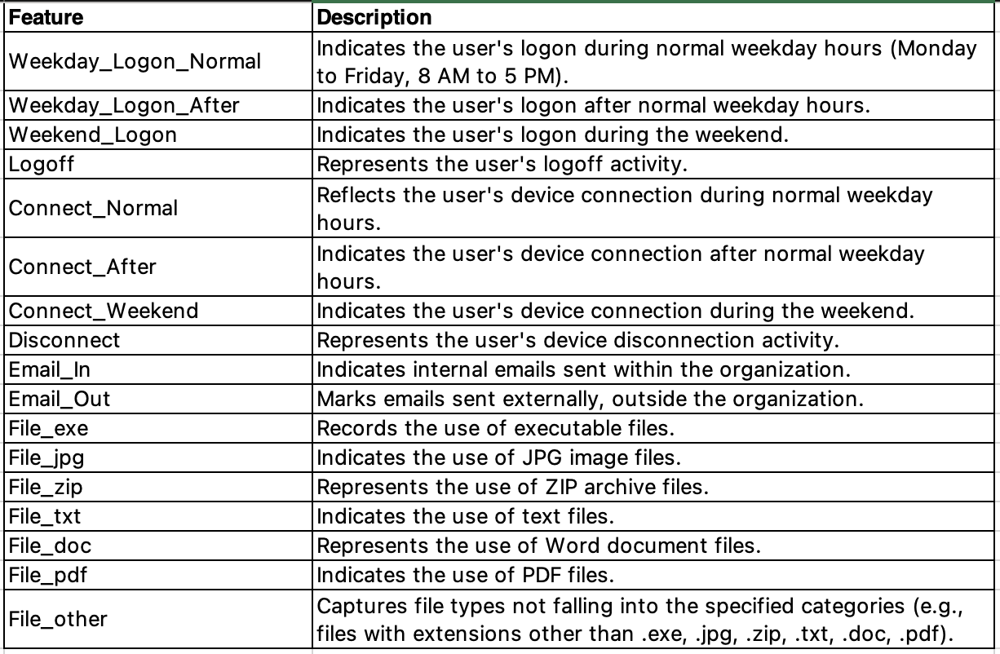 Feature Description
Weekday_Logon_Normal Indicates the user's logon during normal weekday hours (Monday
to Friday, 8 AM to 5 PM).
Weekday_Logon_After Indicates the user's logon after normal weekday hours.
Weekend_Logon Indicates the user's logon during the weekend.
Logoff Represents the user's logoff activity.
Connect_Normal Reflects the user's device connection during normal weekday
hours.
Connect_After Indicates the user's device connection after normal weekday
hours.
Connect_Weekend Indicates the user's device connection during the weekend.
Disconnect Represents the user's device disconnection activity.
Email_In Indicates internal emails sent within the organization.
Email_Out Marks emails sent externally, outside the organization.
File_exe Records the use of executable files.
File_jpg Indicates the use of JPG image files.
File_zip Represents the use of ZIP archive files.
File_txt Indicates the use of text files.
File_doc Represents the use of Word document files.
File_pdf Indicates the use of PDF files.
File_other Captures file types not falling into the specified categories (e.g.,
files with extensions other than .exe, .jpg, .zip, .txt, .doc, .pdf).